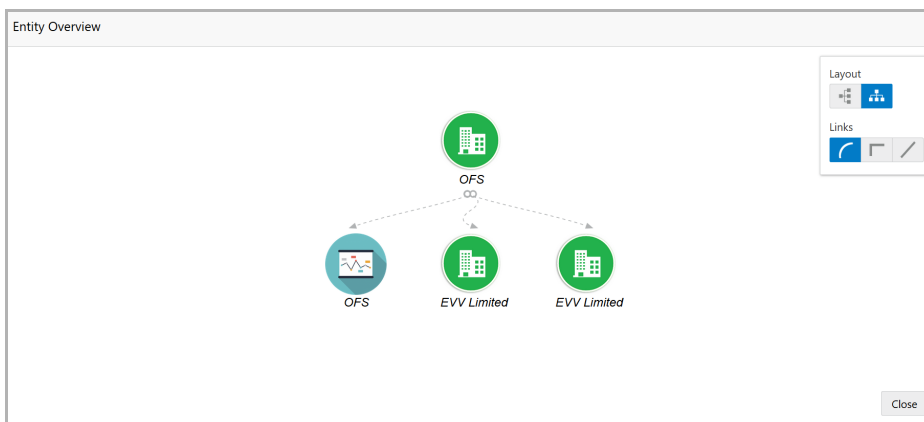 Entity Overview
Layout
Links
OFS
OFS
EVV Limited
EVV Limited
Close